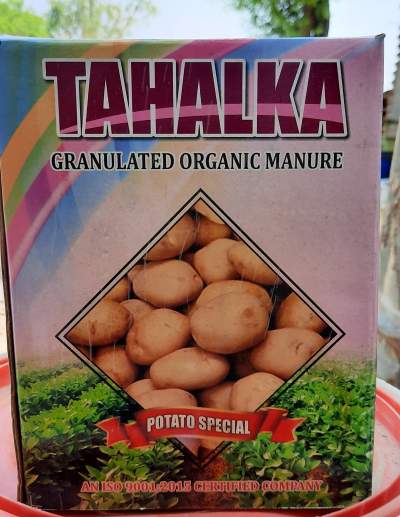 TAHALKA
GRANULATED ORGANIC MANURE
POTATO SPECIAL
AN ISO 9001:2015 CERTIFIED COMPANY